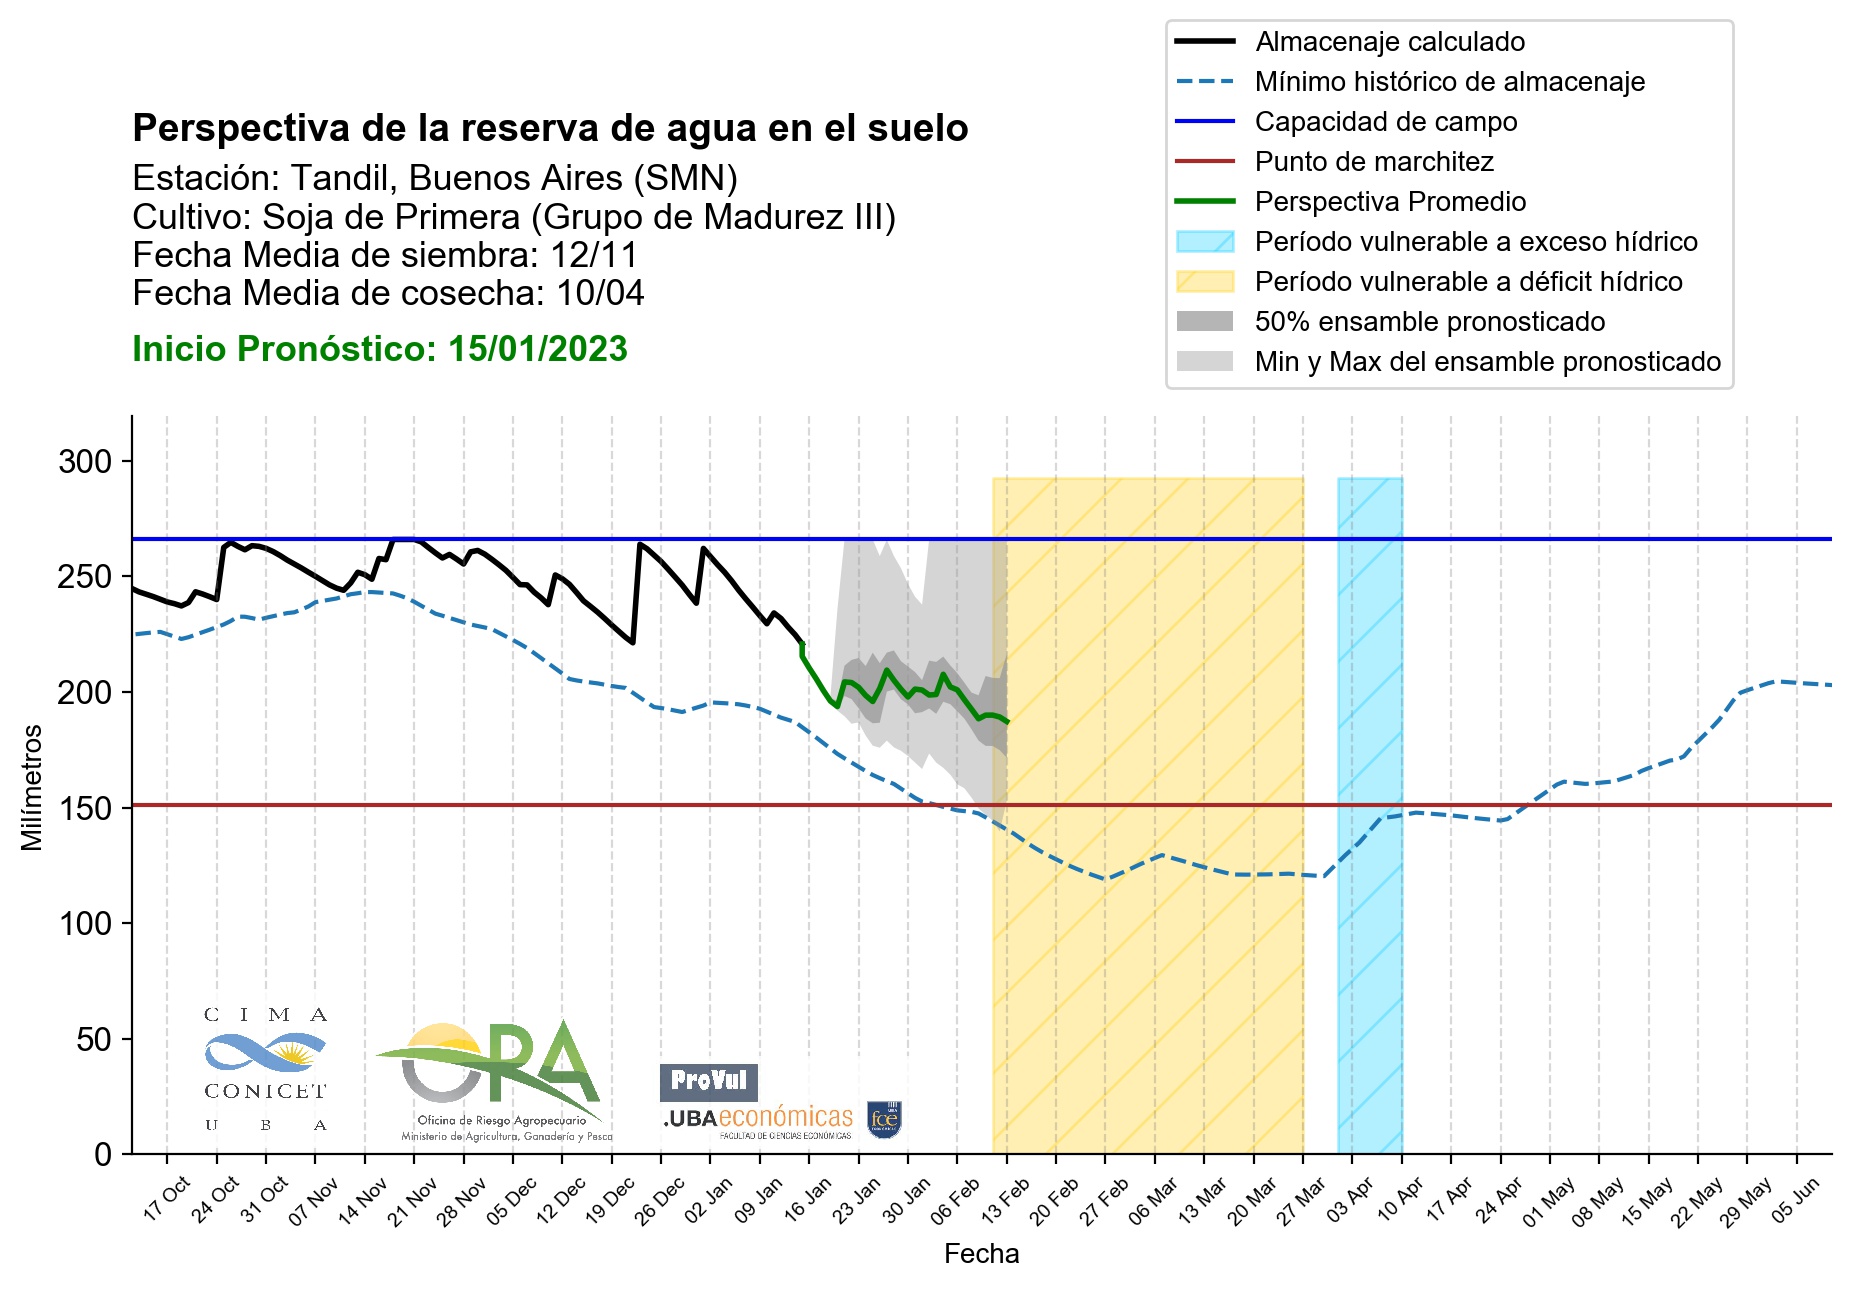 Almacenaje calculado
Mínimo histórico de almacenaje
Capacidad de campo
Punto de marchitez
Perspectiva Promedio
Período vulnerable a exceso hídrico
Período vulnerable a déficit hídrico
50% ensamble pronosticado
Min y Max del ensamble pronosticado
Perspectiva de la reserva de agua en el suelo
Estación: Tandil, Buenos Aires (SMN)
Cultivo: Soja de Primera (Grupo de Madurez III)
Fecha Media de siembra: 12/11
Fecha Media de cosecha: 10/04
Inicio Pronóstico: 15/01/2023
Milímetros
300
250
200
150
100
50
0
C I M A
CONICET
U B A
ORA
Oficina de Riesgo Agropecuario
Ministerio de Agricultura, Ganadería y Pesca
ProVul
.UBAeconómicas
FACULTAD DE CIENCIAS ECONÓMICAS
fce
17 Oct
24 Oct
31 Oct
07 Nov
14 Nov
21 Nov
28 Nov
05 Dec
12 Dec
19 Dec
26 Dec
02 Jan
09 Jan
16 Jan
23 Jan
30 Jan
06 Feb
13 Feb
20 Feb
27 Feb
06 Mar
13 Mar
20 Mar
27 Mar
03 Apr
10 Apr
17 Apr
24 Apr
01 May
08 May
15 May
22 May
29 May
05 Jun
Fecha